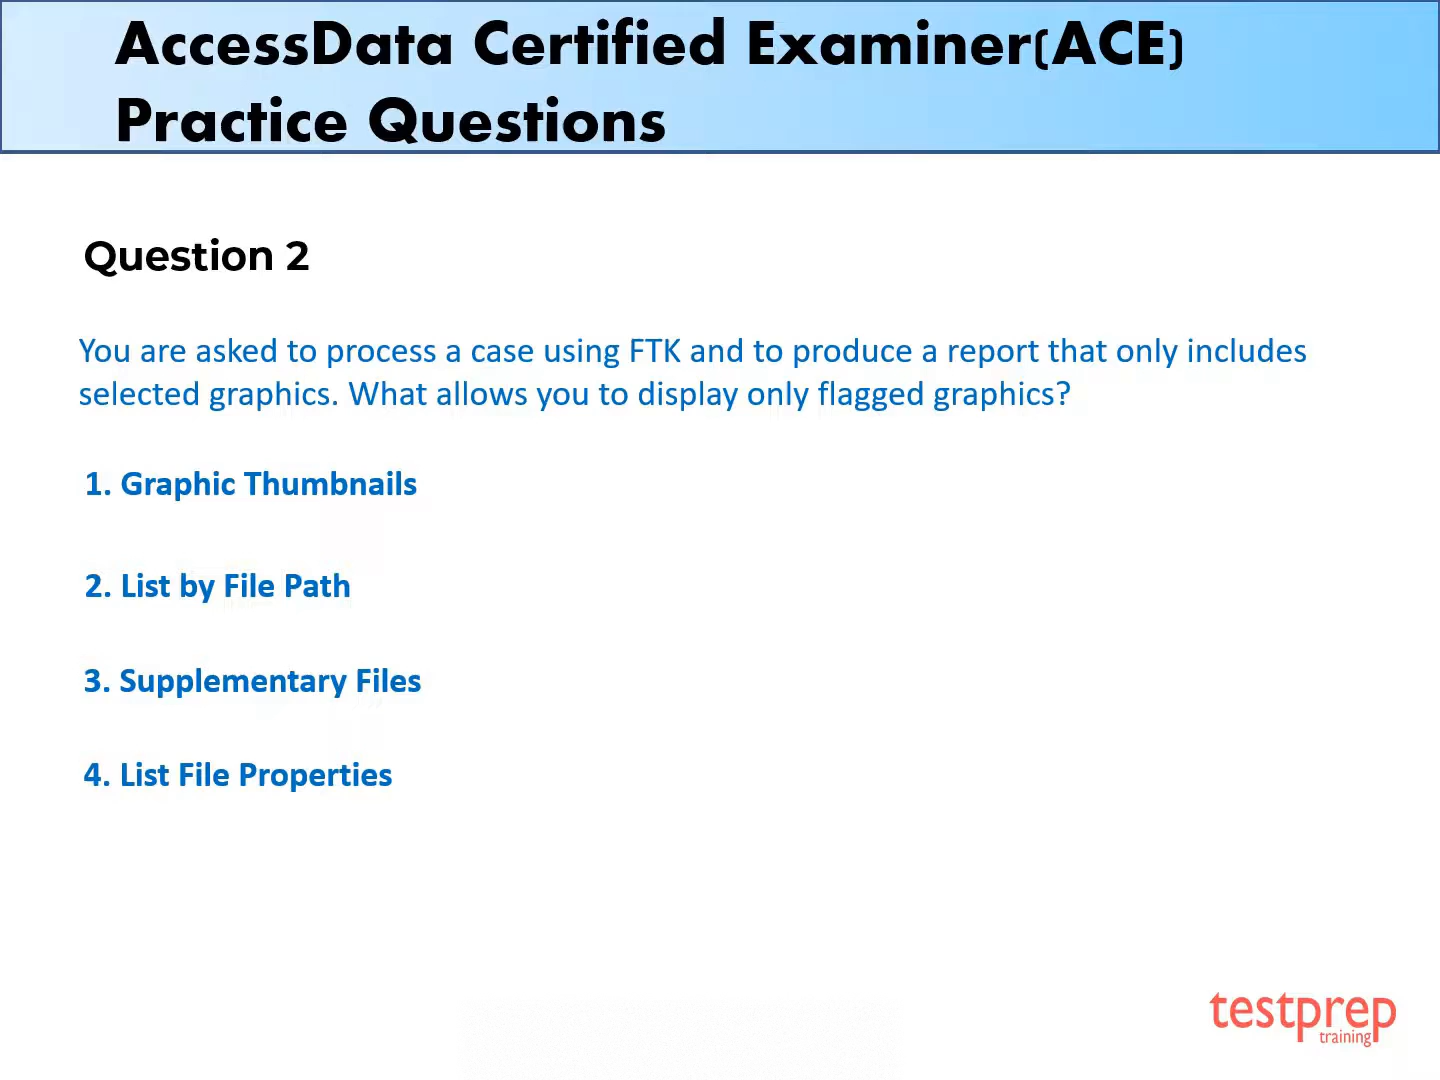 AccessData Certified Examiner(ACE)
Practice Questions
Question 2
You are asked to process a case using FTK and to produce a report that only includes
selected graphics. What allows you to display only flagged graphics?
1. Graphic Thumbnails
2. List by File Path
3. Supplementary Files
4. List File Properties
testprep
training